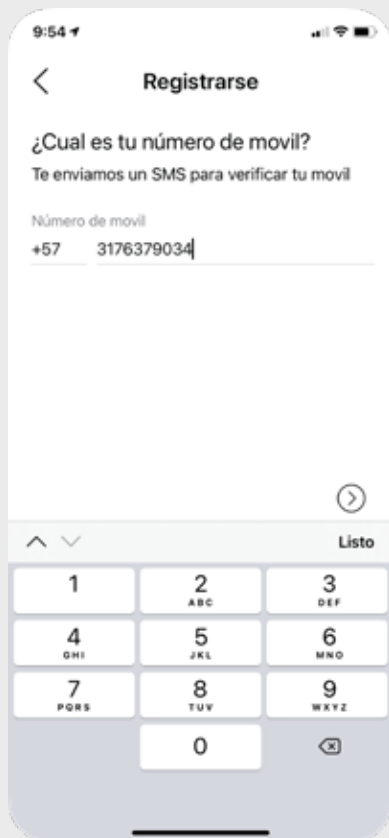 9:54
Registrarse
¿Cual es tu número de movil?
Te enviamos un SMS para verificar tu movil
Número de movil
+57 3176379034
Listo
1 2 3
ABC DEF
4 5 6
GHI JKL MNO
7 8 9
PQRS TUV WXYZ
0